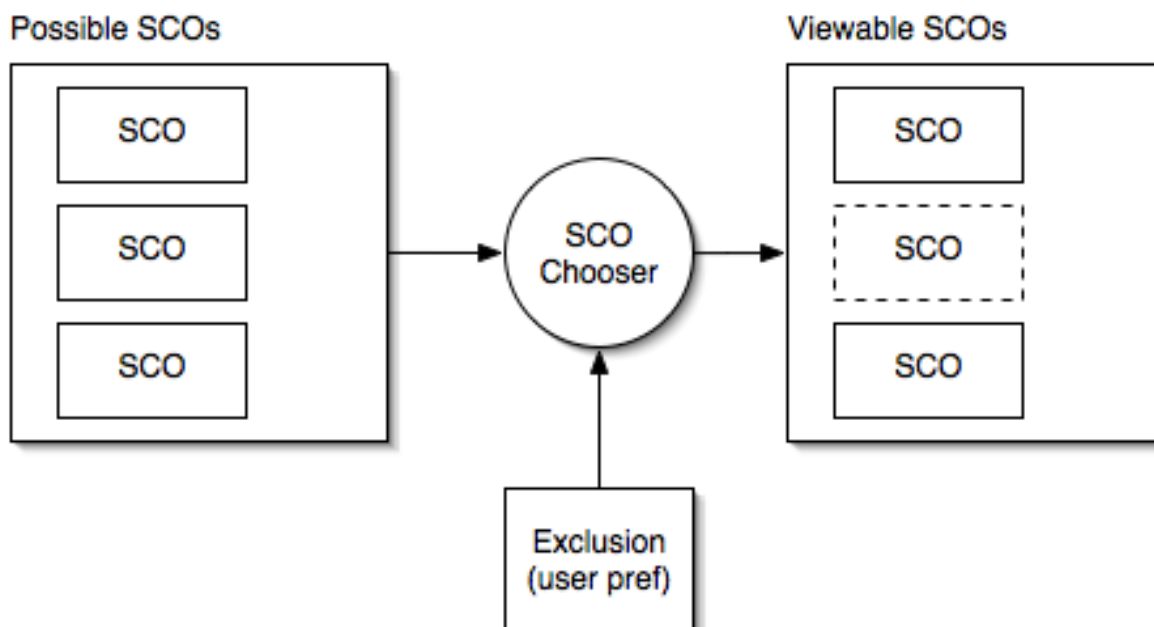 Possible SCOs
SCO
SCO
SCO
SCO
Chooser
Exclusion
(user pref)
Viewable SCOs
SCO
SCO
SCO